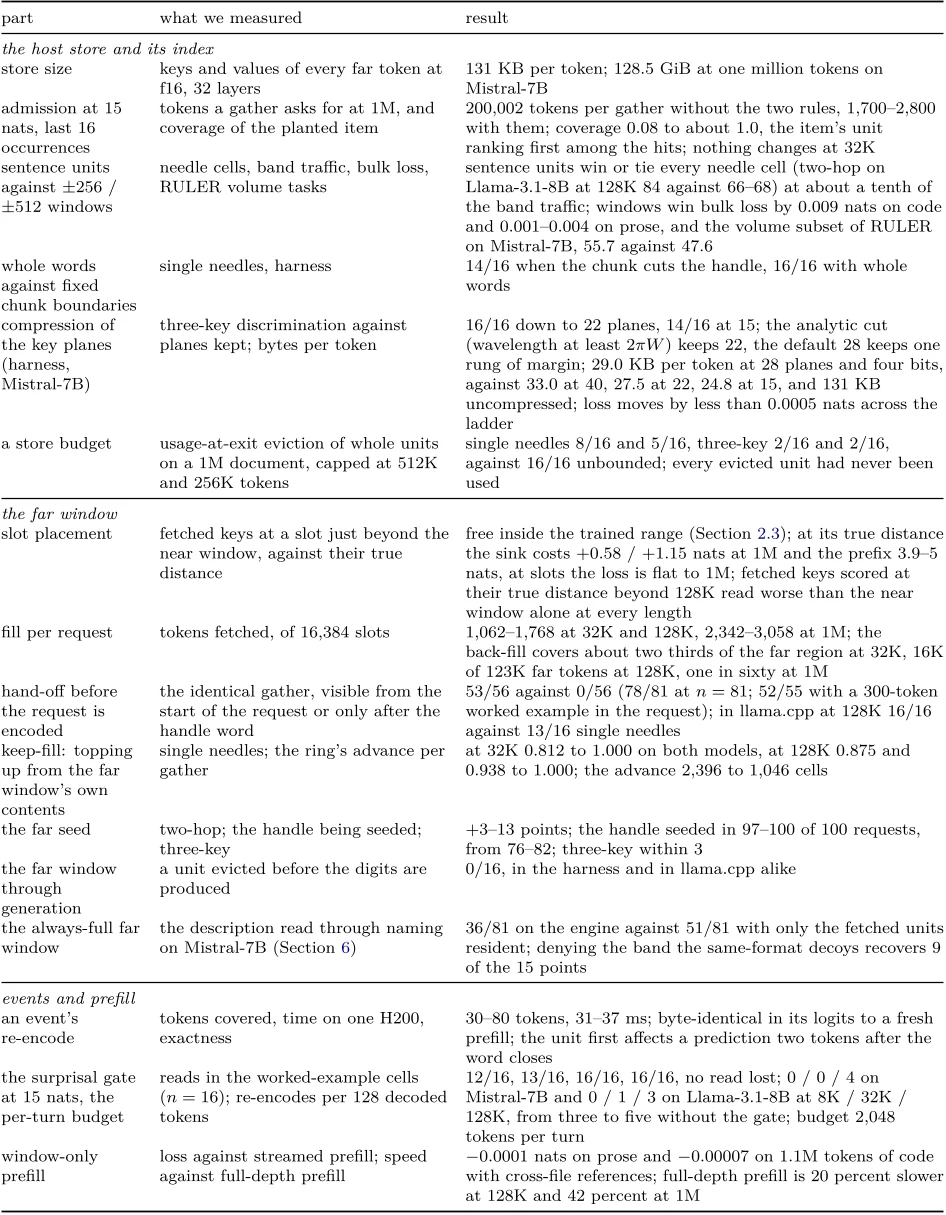 part what we measured result
the host store and its index
store size keys and values of every far token at 131 KB per token; 128.5 GiB at one million tokens on
f16, 32 layers Mistral-7B
admission at 15 tokens a gather asks for at 1M, and 200,002 tokens per gather without the two rules, 1,700–2,800
nats, last 16 coverage of the planted item with them; coverage 0.08 to about 1.0, the item's unit
occurrences ranking first among the hits; nothing changes at 32K
sentence units needle cells, band traffic, bulk loss, sentence units win or tie every needle cell (two-hop on
against ±256 / RULER volume tasks Llama-3.1-8B at 128K 84 against 66–68) at about a tenth of
±512 windows the band traffic; windows win bulk loss by 0.009 nats on code
and 0.001–0.004 on prose, and the volume subset of RULER
on Mistral-7B, 55.7 against 47.6
whole words single needles, harness 14/16 when the chunk cuts the handle, 16/16 with whole
against fixed words
chunk boundaries
compression of three-key discrimination against 16/16 down to 22 planes, 14/16 at 15; the analytic cut
the key planes planes kept; bytes per token (wavelength at least 2πW) keeps 22, the default 28 keeps one
(harness, rung of margin; 29.0 KB per token at 28 planes and four bits,
Mistral-7B) against 33.0 at 40, 27.5 at 22, 24.8 at 15, and 131 KB
uncompressed; loss moves by less than 0.0005 nats across the
ladder
a store budget usage-at-exit eviction of whole units single needles 8/16 and 5/16, three-key 2/16 and 2/16,
on a 1M document, capped at 512K against 16/16 unbounded; every evicted unit had never been
and 256K tokens used
the far window
slot placement fetched keys at a slot just beyond the free inside the trained range (Section 2.3); at its true distance
near window, against their true the sink costs +0.58 / +1.15 nats at 1M and the prefix 3.9–5
distance nats, at slots the loss is flat to 1M; fetched keys scored at
their true distance beyond 128K read worse than the near
window alone at every length
fill per request tokens fetched, of 16,384 slots 1,062–1,768 at 32K and 128K, 2,342–3,058 at 1M; the
back-fill covers about two thirds of the far region at 32K, 16K
of 123K far tokens at 128K, one in sixty at 1M
hand-off before the identical gather, visible from the 53/56 against 0/56 (78/81 at n = 81; 52/55 with a 300-token
the request is start of the request or only after the worked example in the request); in llama.cpp at 128K 16/16
encoded handle word against 13/16 single needles
keep-fill: topping single needles; the ring's advance per at 32K 0.812 to 1.000 on both models, at 128K 0.875 and
up from the far gather 0.938 to 1.000; the advance 2,396 to 1,046 cells
window's own
contents
the far seed two-hop; the handle being seeded; +3–13 points; the handle seeded in 97–100 of 100 requests,
three-key from 76–82; three-key within 3
the far window a unit evicted before the digits are 0/16, in the harness and in llama.cpp alike
through produced
generation
the always-full far the description read through naming 36/81 on the engine against 51/81 with only the fetched units
window on Mistral-7B (Section 6) resident; denying the band the same-format decoys recovers 9
of the 15 points
events and prefill
an event's tokens covered, time on one H200, 30–80 tokens, 31–37 ms; byte-identical in its logits to a fresh
re-encode exactness prefill; the unit first affects a prediction two tokens after the
word closes
the surprisal gate reads in the worked-example cells 12/16, 13/16, 16/16, 16/16, no read lost; 0 / 0 / 4 on
at 15 nats, the (n = 16); re-encodes per 128 decoded Mistral-7B and 0 / 1 / 3 on Llama-3.1-8B at 8K / 32K /
per-turn budget tokens 128K, from three to five without the gate; budget 2,048
tokens per turn
window-only loss against streamed prefill; speed −0.0001 nats on prose and −0.00007 on 1.1M tokens of code
prefill against full-depth prefill with cross-file references; full-depth prefill is 20 percent slower
at 128K and 42 percent at 1M